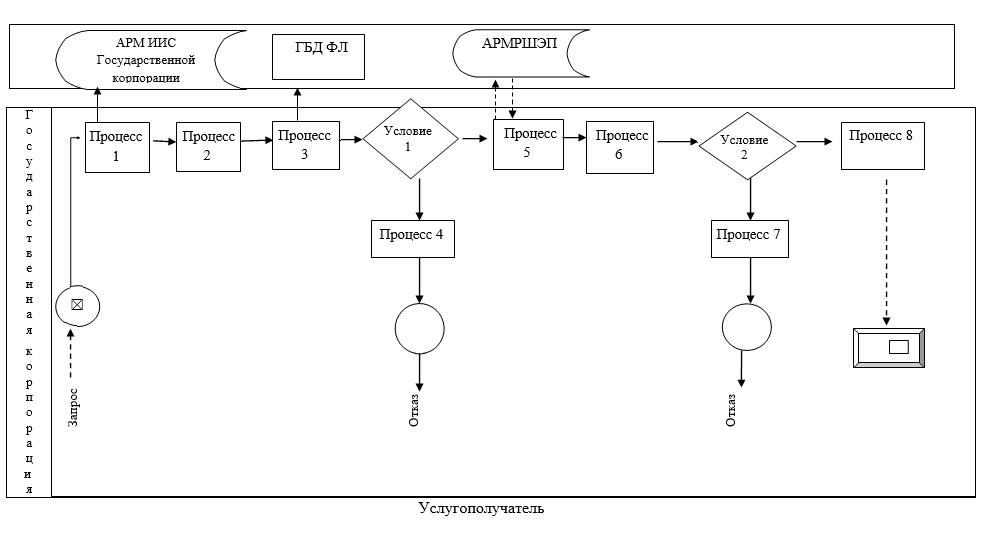 АРМ ИИС
Государственной
корпорации
ГБД ФЛ
АРМРШЭП
Государственная корпорация
Процесс
1
Процесс
2
Процесс
3
Условие
1
Процесс
5
Процесс
6
Условие
2
Процесс 8
Процесс 4
Процесс 7
Запрос
Отказ
Отказ
Услугополучатель